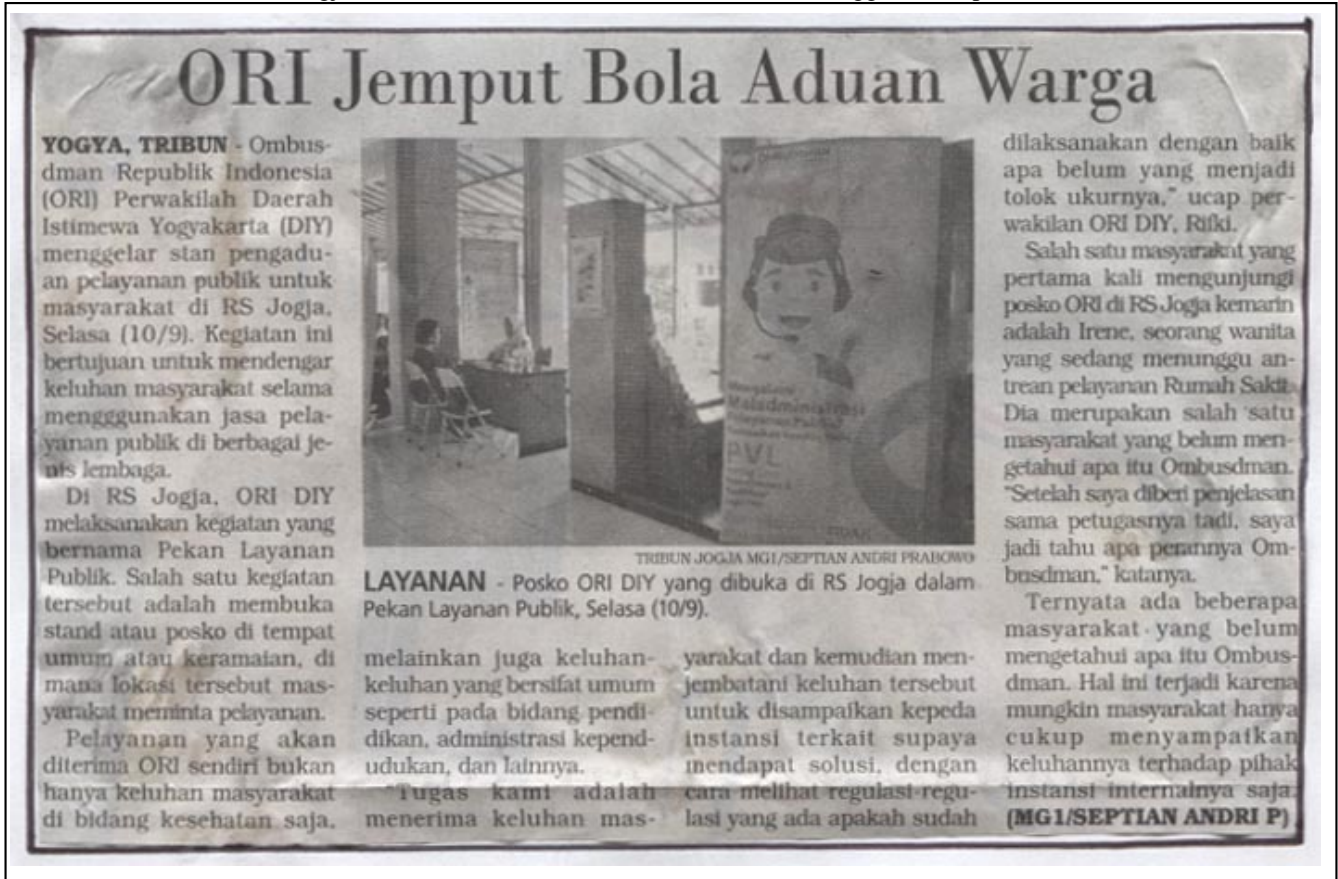 ORI Jemput Bola Aduan Warga
YOGYA, TRIBUN - Ombus-
dman Republik Indonesia
(ORI) Perwakilah Daerah
Istimewa Yogyakarta (DIY)
menggelar stan pengadu-
an pelayanan publik untuk
masyarakat di RS Jogja,
Selasa (10/9). Kegiatan ini
bertujuan untuk mendengar
keluhan masyarakat selama
mengggunakan jasa pela-
yanan publik di berbagai je-
nis lembaga.
Di RS Jogja, ORI DIY
melaksanakan kegiatan yang
bernama Pekan Layanan
Publik. Salah satu kegiatan
tersebut adalah membuka
stand atau posko di tempat
umum atau keramaian, di
mana lokasi tersebut mas-
yarakat meminta pelayanan.
Pelayanan yang akan
diterima ORI sendiri bukan
hanya keluhan masyarakat
di bidang kesehatan saja,
Maladministrasi
PVL
TRIBUN JOGJA MG1/SEPTIAN ANDRI PRABOWO
LAYANAN - Posko ORI DIY yang dibuka di RS Jogja dalam
Pekan Layanan Publik, Selasa (10/9).
melainkan juga keluhan-
keluhan yang bersifat umum
seperti pada bidang pendi-
dikan, administrasi kepend-
udukan, dan lainnya.
"Tugas kami adalah
menerima keluhan mas-
yarakat dan kemudian men-
jembatani keluhan tersebut
untuk disampaikan kepeda
instansi terkait supaya
mendapat solusi, dengan
cara melihat regulasi-regu-
lasi yang ada apakah sudah
dilaksanakan dengan baik
apa belum yang menjadi
tolok ukurnya," ucap per-
wakilan ORI DIY, Rifki.
Salah satu masyarakat yang
pertama kali mengunjungi
posko ORI di RS Jogja kemarin
adalah Irene, seorang wanita
yang sedang menunggu an-
trean pelayanan Rumah Sakit.
Dia merupakan salah satu
masyarakat yang belum men-
getahui apa itu Ombusdman.
"Setelah saya diberi penjelasan
sama petugasnya tadi, saya
jadi tahu apa perannya Om-
busdman," katanya.
Ternyata ada beberapa
masyarakat yang belum
mengetahui apa itu Ombus-
dman. Hal ini terjadi karena
mungkin masyarakat hanya
cukup menyampaikan
keluhannya terhadap pihak
instansi internalnya saja.
(MG1/SEPTIAN ANDRI P)